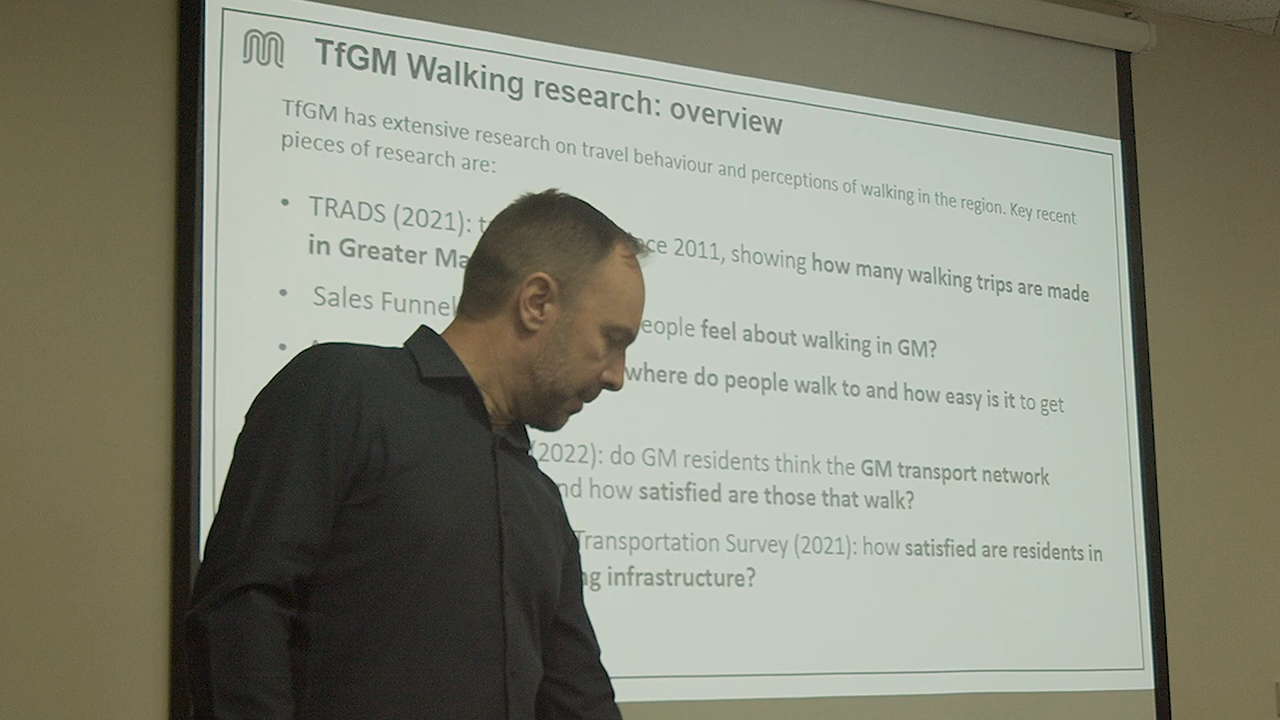 TfGM Walking research: overview
TfGM has extensive research on travel behaviour and perceptions of walking in the region. Key recent
pieces of research are:
• TRADS (2021): 2011, showing how many walking trips are made
in Greater
• Sales Funnel feel about walking in GM?
• where do people walk to and how easy is it to get
(2022): do GM residents think the GM transport network
how satisfied are those that walk?
Transportation Survey (2021): how satisfied are residents in
infrastructure?